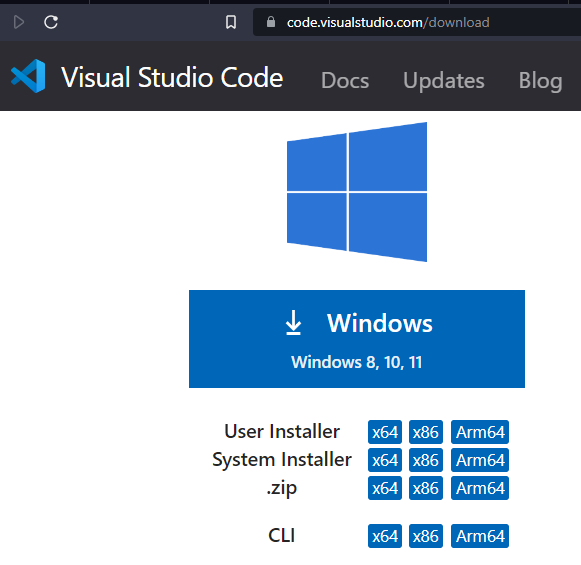 code.visualstudio.com/download
Visual Studio Code Docs Updates Blog
Windows
Windows 8, 10, 11
User Installer x64 x86 Arm64
System Installer x64 x86 Arm64
.zip x64 x86 Arm64
CLI x64 x86 Arm64